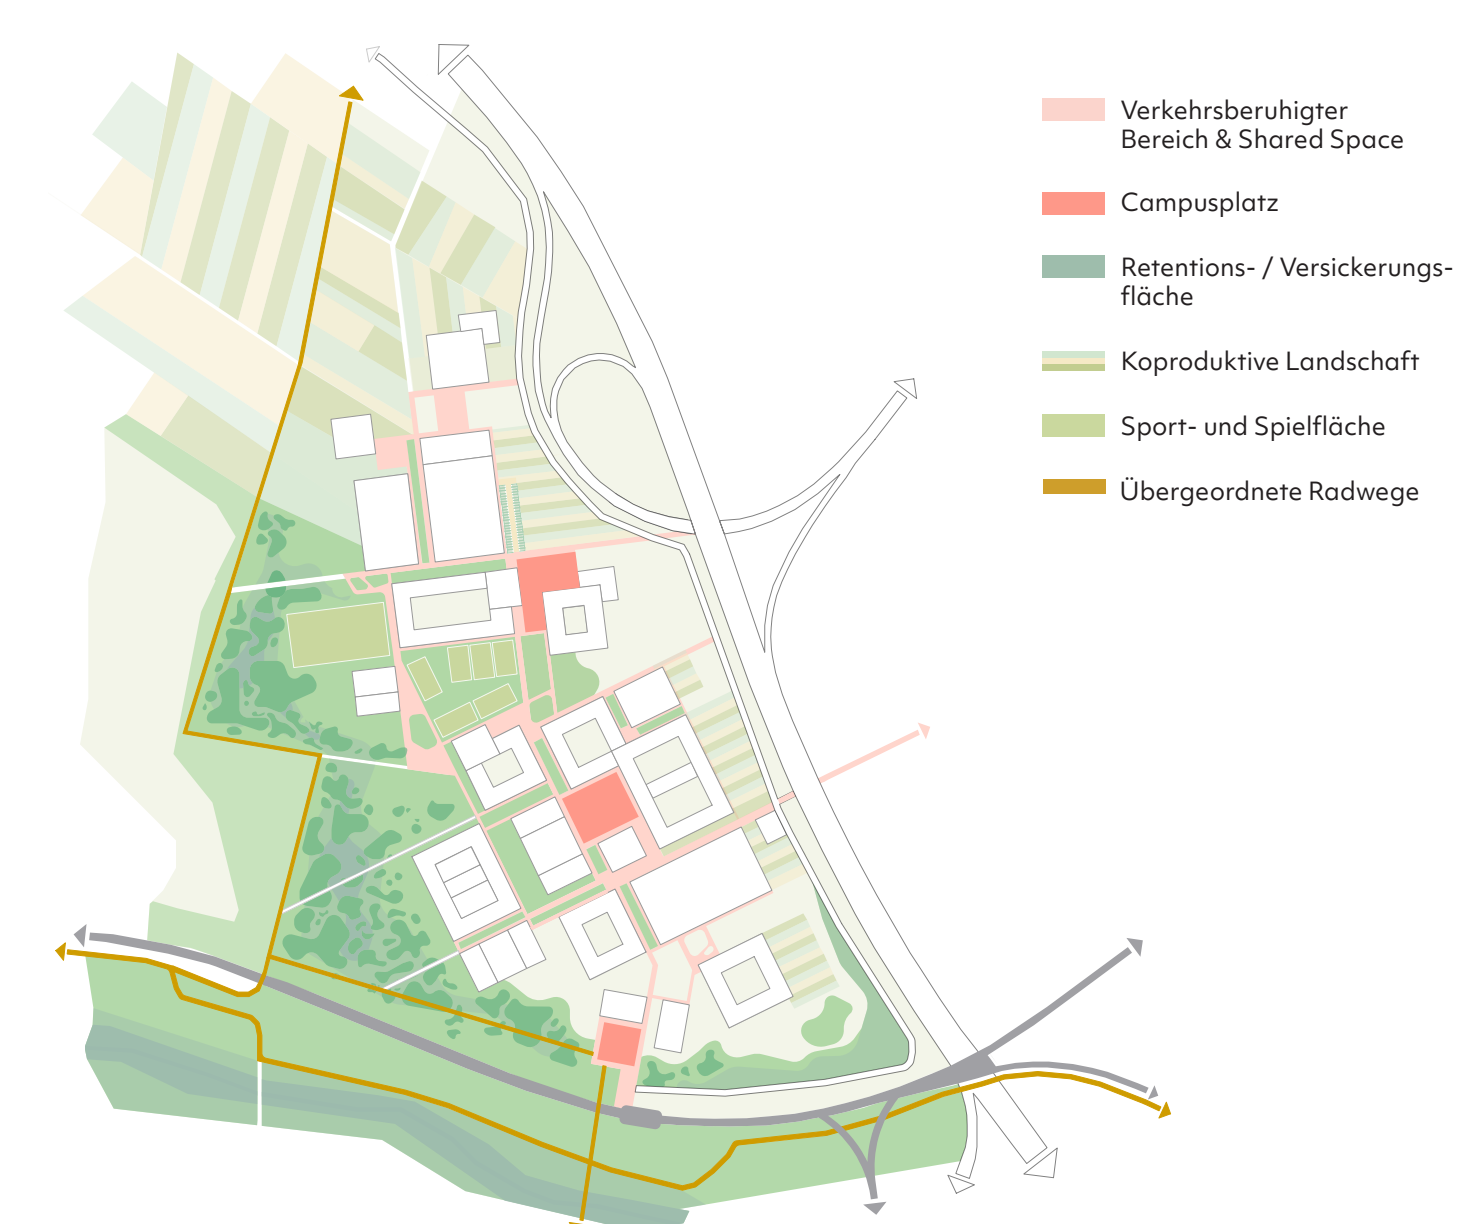 Verkehrsberuhigter
Bereich & Shared Space
Campusplatz
Retentions- / Versickerungs-
fläche
Koproduktive Landschaft
Sport- und Spielfläche
Übergeordnete Radwege